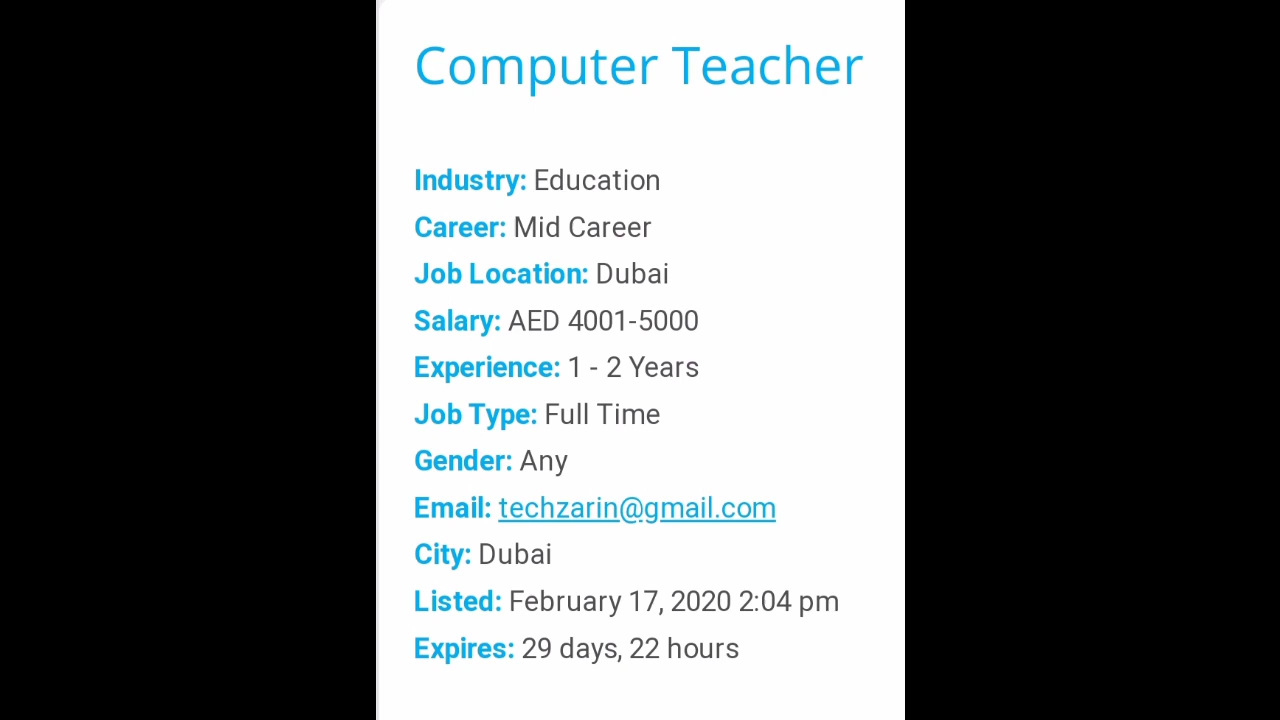 Computer Teacher
Industry: Education
Career: Mid Career
Job Location: Dubai
Salary: AED 4001-5000
Experience: 1 - 2 Years
Job Type: Full Time
Gender: Any
Email: techzarin@gmail.com
City: Dubai
Listed: February 17, 2020 2:04 pm
Expires: 29 days, 22 hours